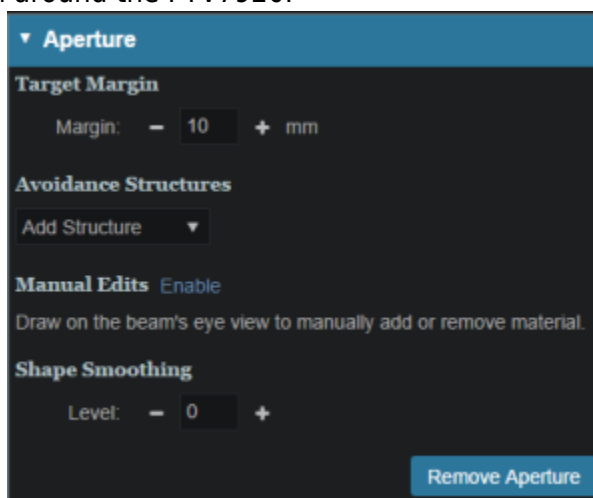 ▼ Aperture
Target Margin
Margin: − 10 + mm
Avoidance Structures
Add Structure ▼
Manual Edits Enable
Draw on the beam's eye view to manually add or remove material.
Shape Smoothing
Level: − 0 +
Remove Aperture